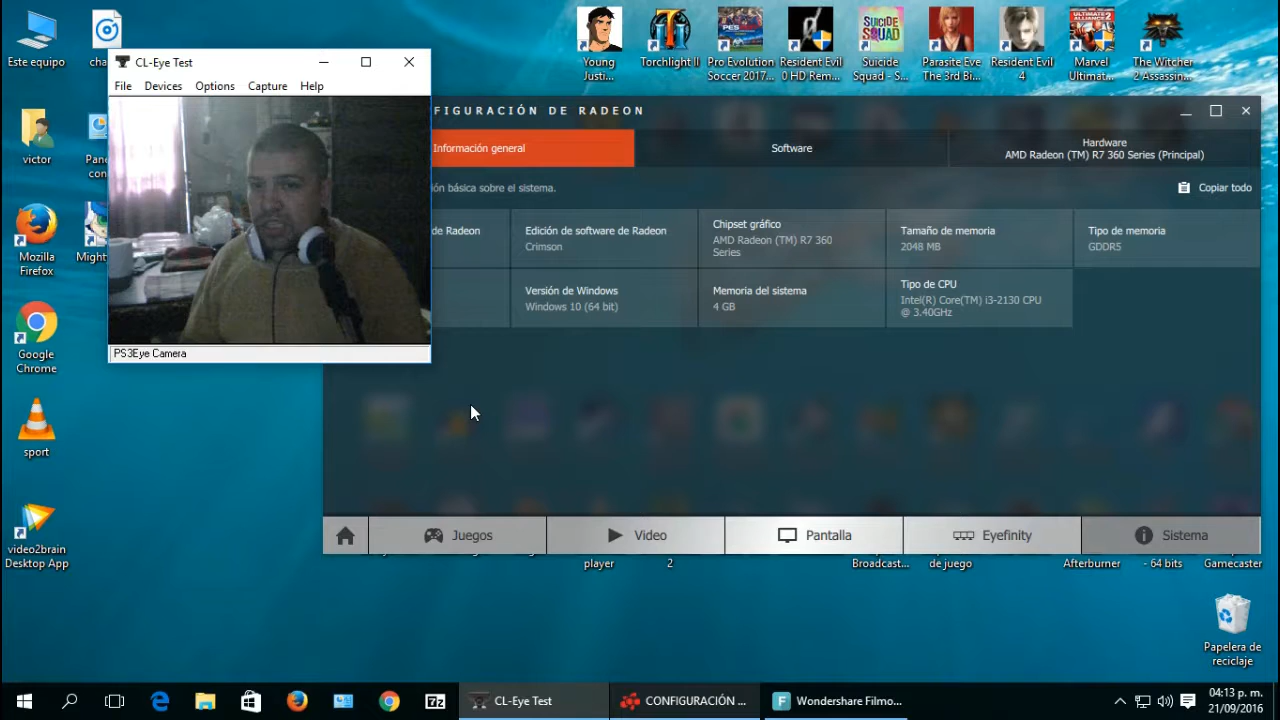 Este equipo
cha
victor
Pane
con
Mozilla
Firefox
Might
Google
Chrome
sport
video2brain
Desktop App
CL-Eye Test
File Devices Options Capture Help
PS3Eye Camera
Young
Justi...
Torchlight II
Pro Evolution
Soccer 2017...
Resident Evil
0 HD Rem...
SUICIDE
SQUAD
Suicide
Squad - S...
Parasite Eve
The 3rd Bi...
Resident Evil
4
Marvel
Ultimat...
The Witcher
2 Assassin...
FIGURACIÓN DE RADEON
Información general
Software
Hardware
AMD Radeon (TM) R7 360 Series (Principal)
ón básica sobre el sistema.
Copiar todo
de Radeon
Edición de software de Radeon
Crimson
Chipset gráfico
AMD Radeon (TM) R7 360
Series
Tamaño de memoria
2048 MB
Tipo de memoria
GDDR5
Versión de Windows
Windows 10 (64 bit)
Memoria del sistema
4 GB
Tipo de CPU
Intel(R) Core(TM) i3-2130 CPU
@ 3.40GHz
Juegos
Video
Pantalla
Eyefinity
Sistema
player
2
Broadcast...
de juego
Afterburner
- 64 bits
Gamecaster
Papelera de
reciclaje
7z
CL-Eye Test
CONFIGURACIÓN ...
Wondershare Filmo...
04:13 p. m.
21/09/2016